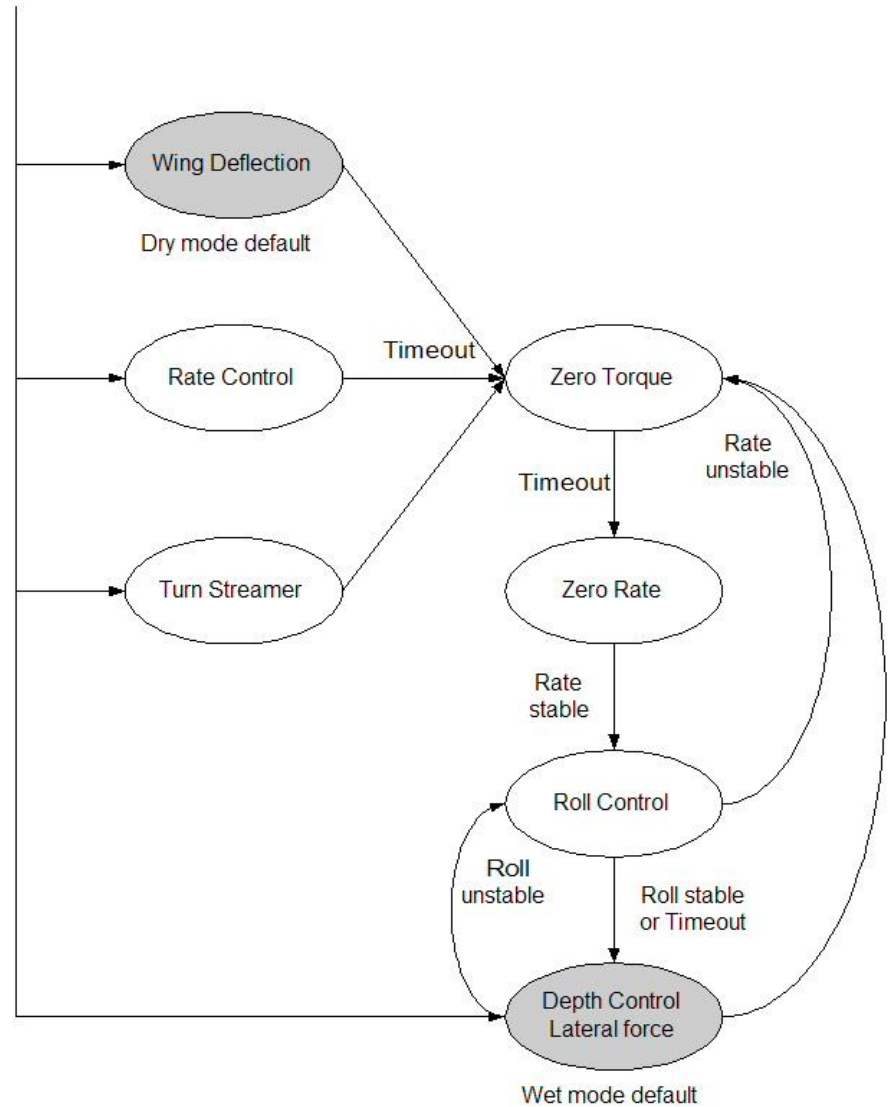 Wing Deflection
Dry mode default
Timeout
Rate Control
Zero Torque
Rate
unstable
Timeout
Turn Streamer
Zero Rate
Rate
stable
Roll Control
Roll
unstable
Roll stable
or Timeout
Depth Control
Lateral force
Wet mode default